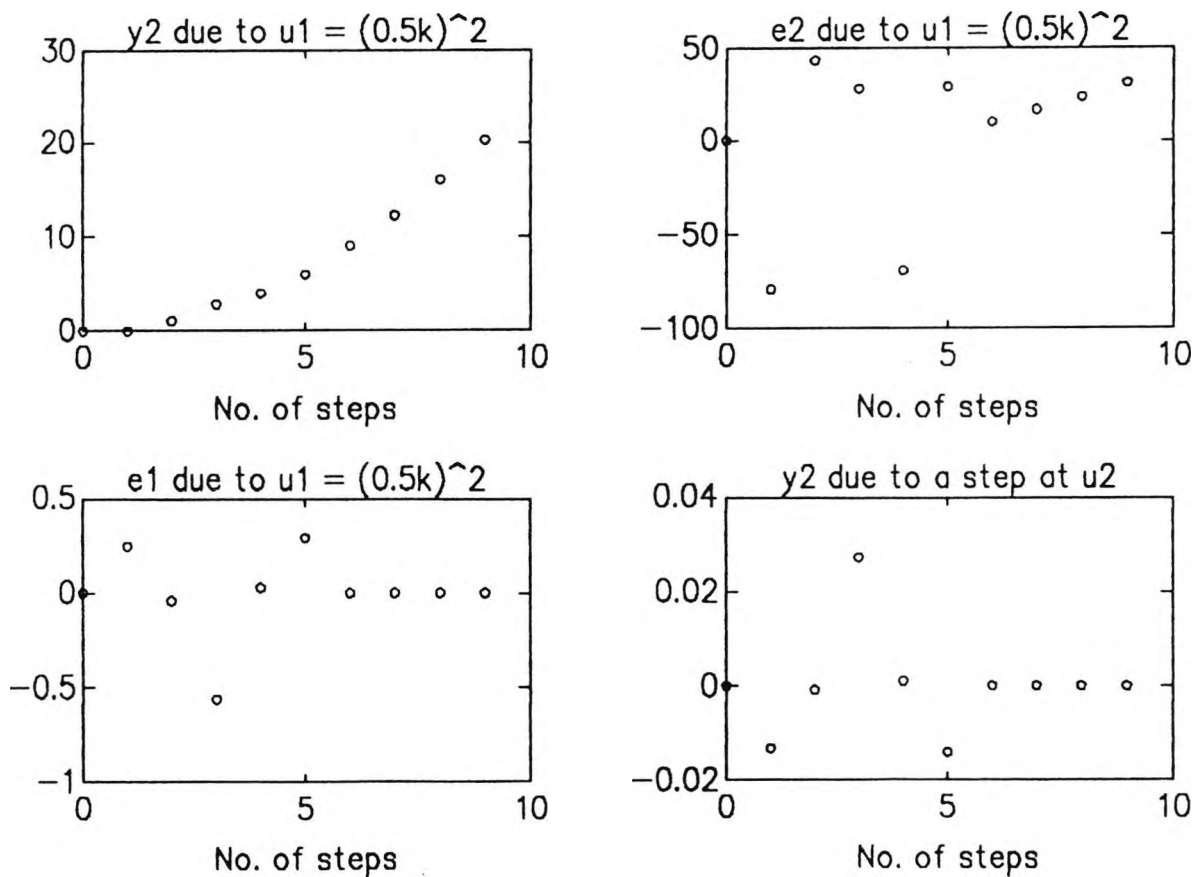 y2 due to u1 = (0.5k)^2
30
20
10
0
0 5 10
No. of steps
e2 due to u1 = (0.5k)^2
50
0
−50
−100
0 5 10
No. of steps
e1 due to u1 = (0.5k)^2
0.5
0
−0.5
−1
0 5 10
No. of steps
y2 due to a step at u2
0.04
0.02
0
−0.02
0 5 10
No. of steps